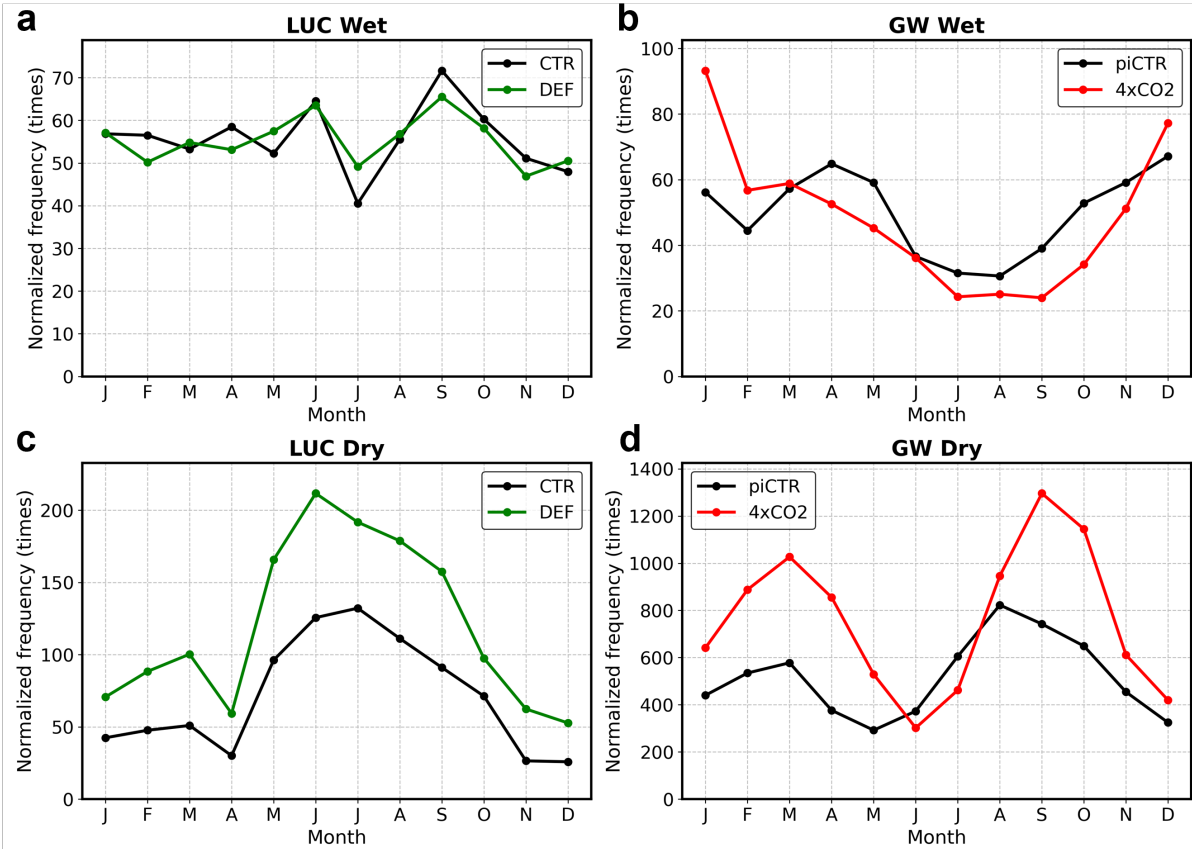 a
LUC Wet
Normalized frequency (times)
0
10
20
30
40
50
60
70
CTR
DEF
J F M A M J J A S O N D
Month
b
GW Wet
Normalized frequency (times)
0
20
40
60
80
100
piCTR
4xCO2
J F M A M J J A S O N D
Month
c
LUC Dry
Normalized frequency (times)
0
50
100
150
200
CTR
DEF
J F M A M J J A S O N D
Month
d
GW Dry
Normalized frequency (times)
0
200
400
600
800
1000
1200
1400
piCTR
4xCO2
J F M A M J J A S O N D
Month